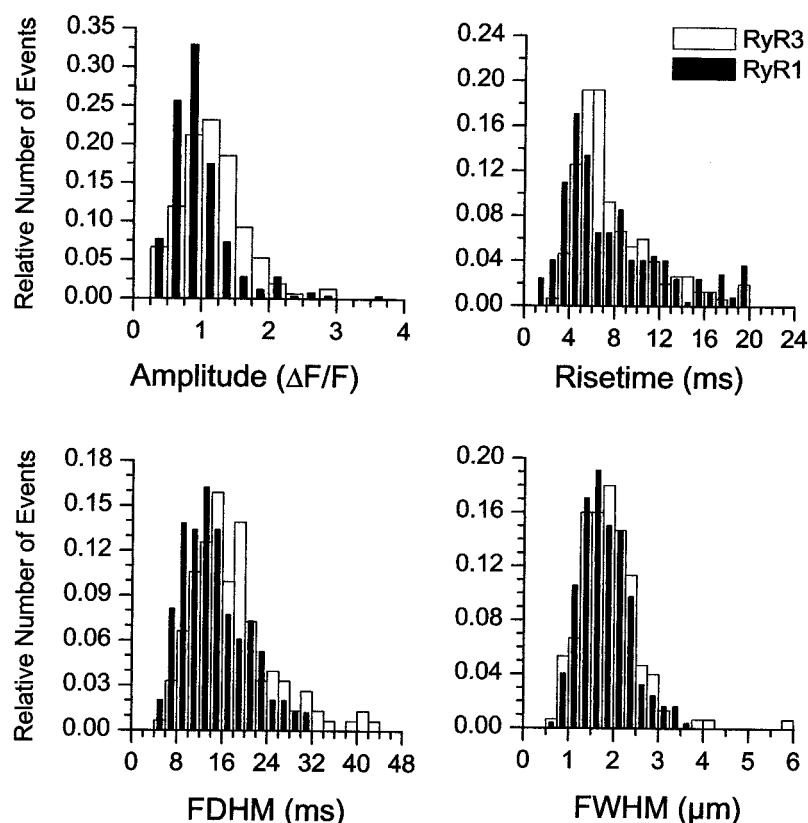 RyR3
RyR1
Relative Number of Events
0.35
0.30
0.25
0.20
0.15
0.10
0.05
0.00
0 1 2 3 4
Amplitude (ΔF/F)
0.24
0.20
0.16
0.12
0.08
0.04
0.00
0 4 8 12 16 20 24
Risetime (ms)
Relative Number of Events
0.18
0.15
0.12
0.09
0.06
0.03
0.00
0 8 16 24 32 40 48
FDHM (ms)
0.20
0.16
0.12
0.08
0.04
0.00
0 1 2 3 4 5 6
FWHM (µm)